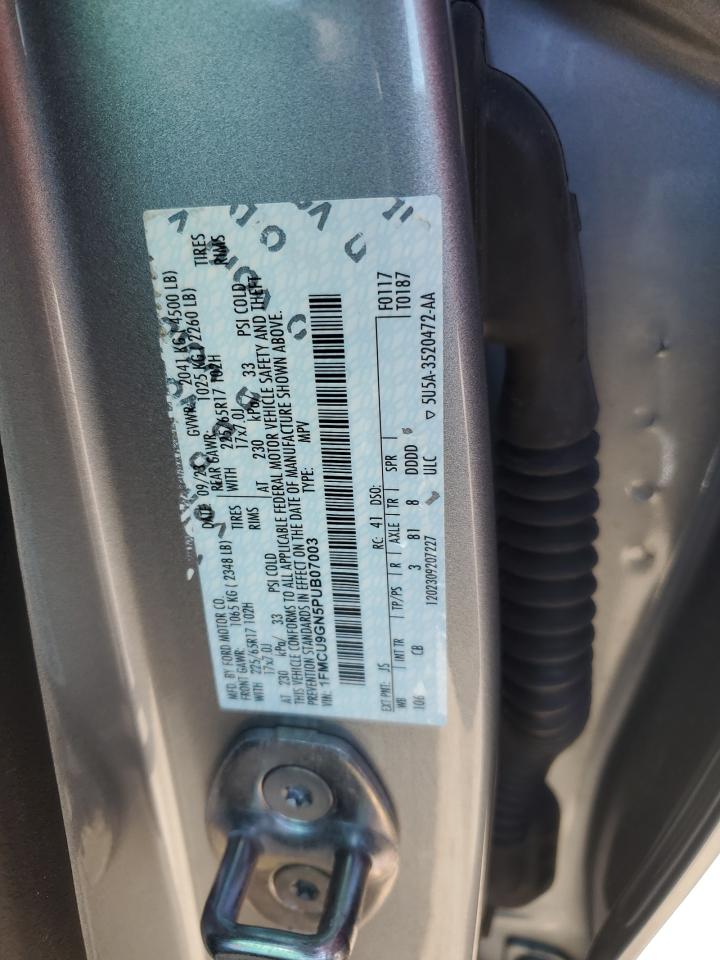 MFD. BY FORD MOTOR CO. DATE: 09/23 GVWR: 2041 KG ( 4500 LB)
FRONT GAWR: 1065 KG ( 2348 LB) REAR GAWR: 1025 KG ( 2260 LB)
WITH 225/65R17 102H TIRES WITH 225/65R17 102H TIRES
17x7.0J RIMS 17x7.0J RIMS
AT 230 kPa/ 33 PSI COLD AT 230 kPa/ 33 PSI COLD
THIS VEHICLE CONFORMS TO ALL APPLICABLE FEDERAL MOTOR VEHICLE SAFETY AND THEFT
PREVENTION STANDARDS IN EFFECT ON THE DATE OF MANUFACTURE SHOWN ABOVE.
VIN: 1FMCU9GN5PUB07003 TYPE: MPV
EXT PNT: JS RC: 41 DSO: F0117
WB INT TR TP/PS R AXLE TR SPR T0187
106 CB 3 81 8 DDDD
1202309207227 ULC ▽ 5U5A-3520472-AA